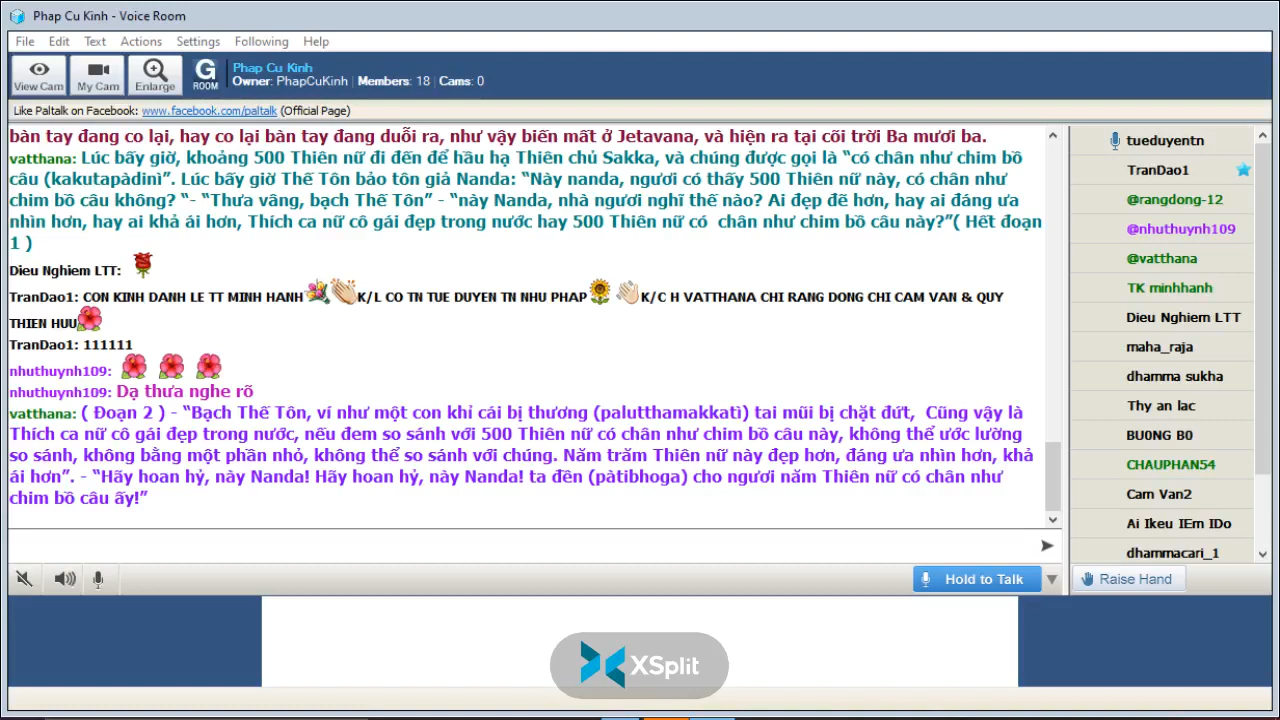 Phap Cu Kinh - Voice Room
File Edit Text Actions Settings Following Help
View Cam My Cam Enlarge G ROOM
Phap Cu Kinh
Owner: PhapCuKinh Members: 18 Cams: 0
Like Paltalk on Facebook: www.facebook.com/paltalk (Official Page)
bàn tay đang co lại, hay co lại bàn tay đang duỗi ra, như vậy biến mất ở Jetavana, và hiện ra tại cõi trời Ba mươi ba.
vatthana: Lúc bấy giờ, khoảng 500 Thiên nữ đi đến để hầu hạ Thiên chủ Sakka, và chúng được gọi là “có chân như chim bồ
câu (kakutapàdinì”. Lúc bấy giờ Thế Tôn bảo tôn giả Nanda: “Này nanda, ngươi có thấy 500 Thiên nữ này, có chân như
chim bồ câu không? “- “Thưa vâng, bạch Thế Tôn” - “này Nanda, nhà ngươi nghĩ thế nào? Ai đẹp đẽ hơn, hay ai đáng ưa
nhìn hơn, hay ai khả ái hơn, Thích ca nữ cô gái đẹp trong nước hay 500 Thiên nữ có chân như chim bồ câu này?”( Hết đoạn
1 )
Dieu Nghiem LTT:
TranDao1: CON KINH DANH LE TT MINH HANH K/L CO TN TUE DUYEN TN NHU PHAP K/C H VATTHANA CHI RANG DONG CHI CAM VAN & QUY
THIEN HUU
TranDao1: 111111
nhuthuynh109:
nhuthuynh109: Dạ thưa nghe rõ
vatthana: ( Đoạn 2 ) - “Bạch Thế Tôn, ví như một con khỉ cái bị thương (palutthamakkatì) tai mũi bị chặt đứt, Cũng vậy là
Thích ca nữ cô gái đẹp trong nước, nếu đem so sánh với 500 Thiên nữ có chân như chim bồ câu này, không thể ước lường
so sánh, không bằng một phần nhỏ, không thể so sánh với chúng. Năm trăm Thiên nữ này đẹp hơn, đáng ưa nhìn hơn, khả
ái hơn”. - “Hãy hoan hỷ, này Nanda! Hãy hoan hỷ, này Nanda! ta đền (pàtibhoga) cho ngươi năm Thiên nữ có chân như
chim bồ câu ấy!”
Hold to Talk
tueduyentn
TranDao1
@rangdong-12
@nhuthuynh109
@vatthana
TK minhhanh
Dieu Nghiem LTT
maha_raja
dhamma sukha
Thy an lac
BU0NG B0
CHAUPHAN54
Cam Van2
Ai Ikeu IEm IDo
dhammacari_1
Raise Hand
XSplit